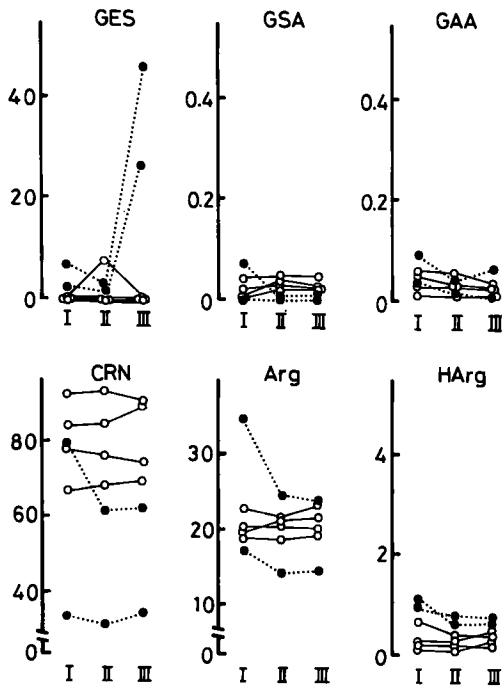 GES GSA GAA
40 0.4 0.4
20 0.2 0.2
0 0 0
I II III I II III I II III
CRN Arg HArg
80 30 4
60 20 2
40 10 0
0 0
I II III I II III I II III